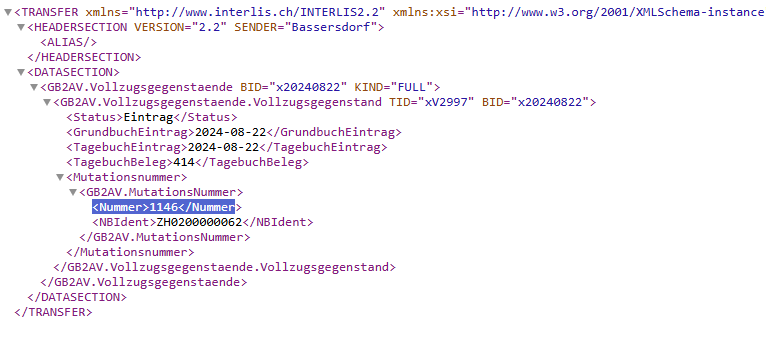 <TRANSFER xmlns="http://www.interlis.ch/INTERLIS2.2" xmlns:xsi="http://www.w3.org/2001/XMLSchema-instance
<HEADERSECTION VERSION="2.2" SENDER="Bassersdorf">
<ALIAS/>
</HEADERSECTION>
<DATASECTION>
<GB2AV.Vollzugsgegenstaende BID="x20240822" KIND="FULL">
<GB2AV.Vollzugsgegenstaende.Vollzugsgegenstand TID="xV2997" BID="x20240822">
<Status>Eintrag</Status>
<GrundbuchEintrag>2024-08-22</GrundbuchEintrag>
<TagebuchEintrag>2024-08-22</TagebuchEintrag>
<TagebuchBeleg>414</TagebuchBeleg>
<Mutationsnummer>
<GB2AV.MutationsNummer>
<Nummer>1146</Nummer>
<NBIdent>ZH0200000062</NBIdent>
</GB2AV.MutationsNummer>
</Mutationsnummer>
</GB2AV.Vollzugsgegenstaende.Vollzugsgegenstand>
</GB2AV.Vollzugsgegenstaende>
</DATASECTION>
</TRANSFER>